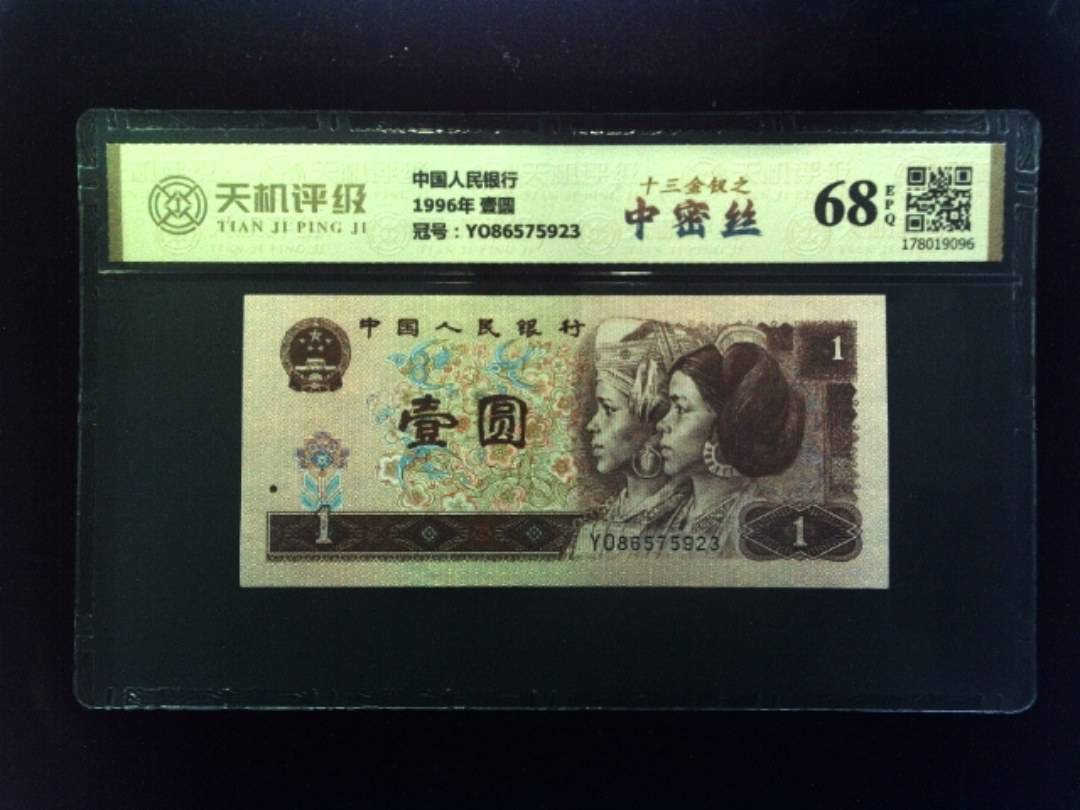 天机评级
TIAN JI PING JI
中国人民银行
1996年 壹圆
冠号：YO86575923
十三金钗之
中密丝
68
EPQ
178019096
中国人民银行
1
壹圆
1
YO86575923
1